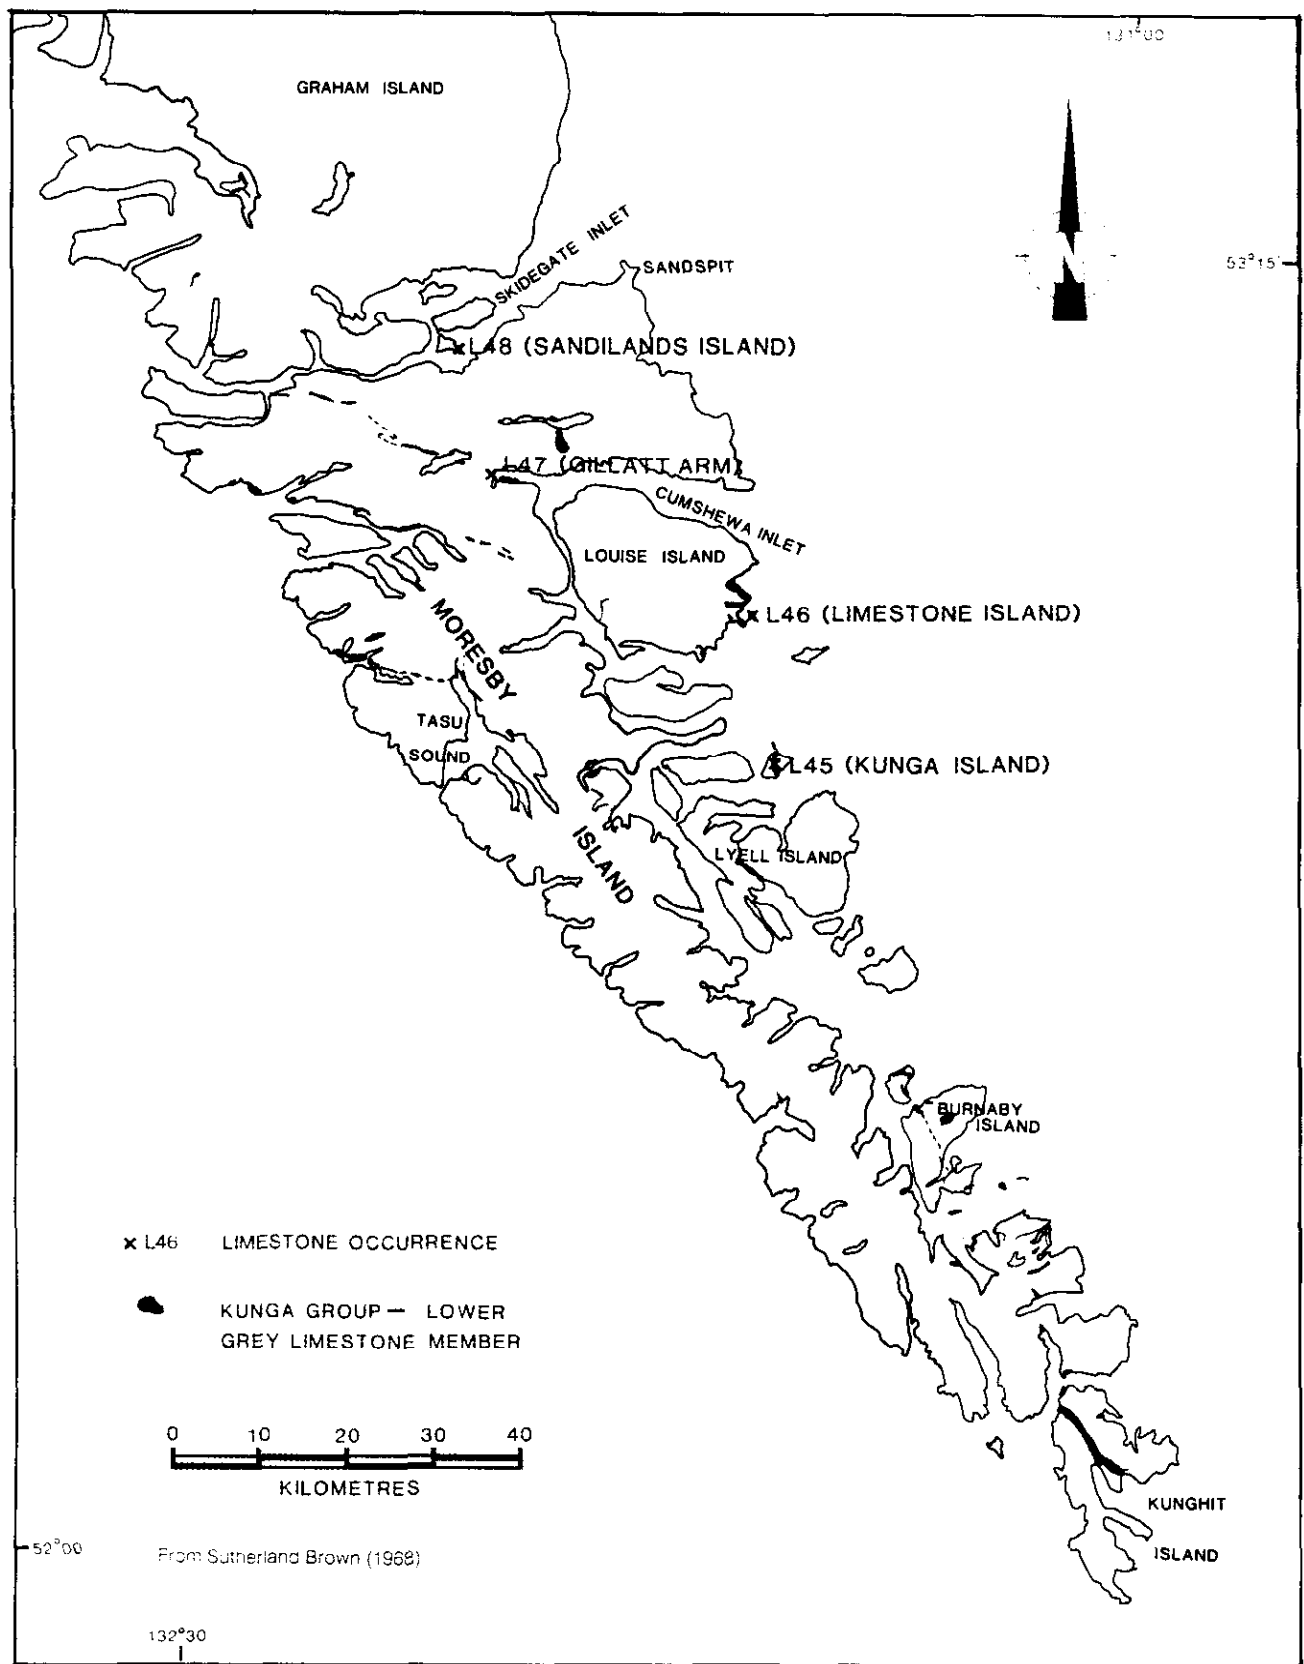 131°00
GRAHAM ISLAND
SKIDEGATE INLET
SANDSPIT
53°15'
L48 (SANDILANDS ISLAND)
L47 (GILLATT ARM)
CUMSHEWA INLET
LOUISE ISLAND
L46 (LIMESTONE ISLAND)
MORESBY
TASU
SOUND
L45 (KUNGA ISLAND)
ISLAND
LYELL ISLAND
BURNABY
ISLAND
x L46 LIMESTONE OCCURRENCE
KUNGA GROUP — LOWER
GREY LIMESTONE MEMBER
0 10 20 30 40
KILOMETRES
KUNGHIT
ISLAND
52°00
From Sutherland Brown (1968)
132°30